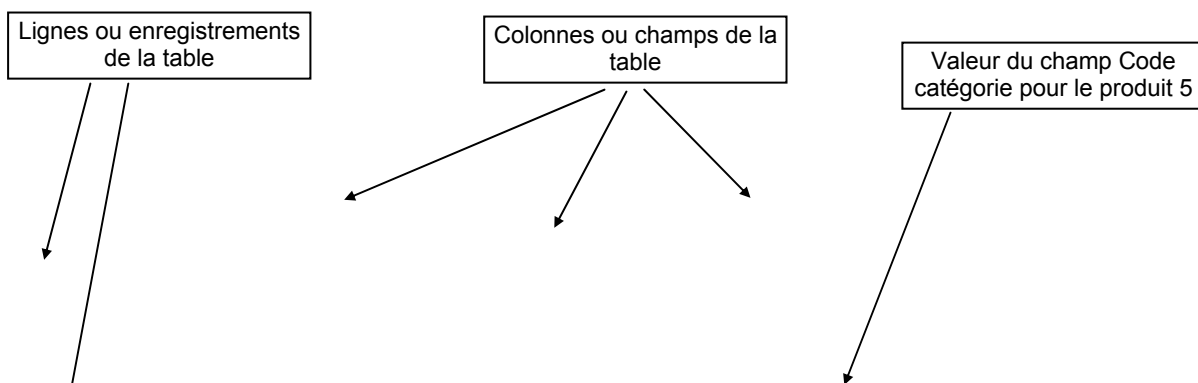 Lignes ou enregistrements
de la table
Colonnes ou champs de la
table
Valeur du champ Code
catégorie pour le produit 5